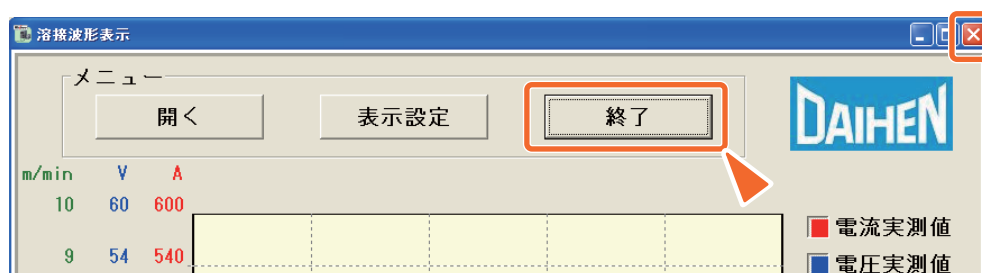 溶接波形表示
メニュー
開く 表示設定 終了
DAIHEN
m/min V A
10 60 600
9 54 540
電流実測値
電圧実測値